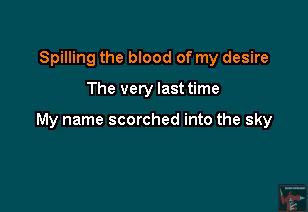 Spilling the blood of my desire
The very last time
My name scorched into the sky